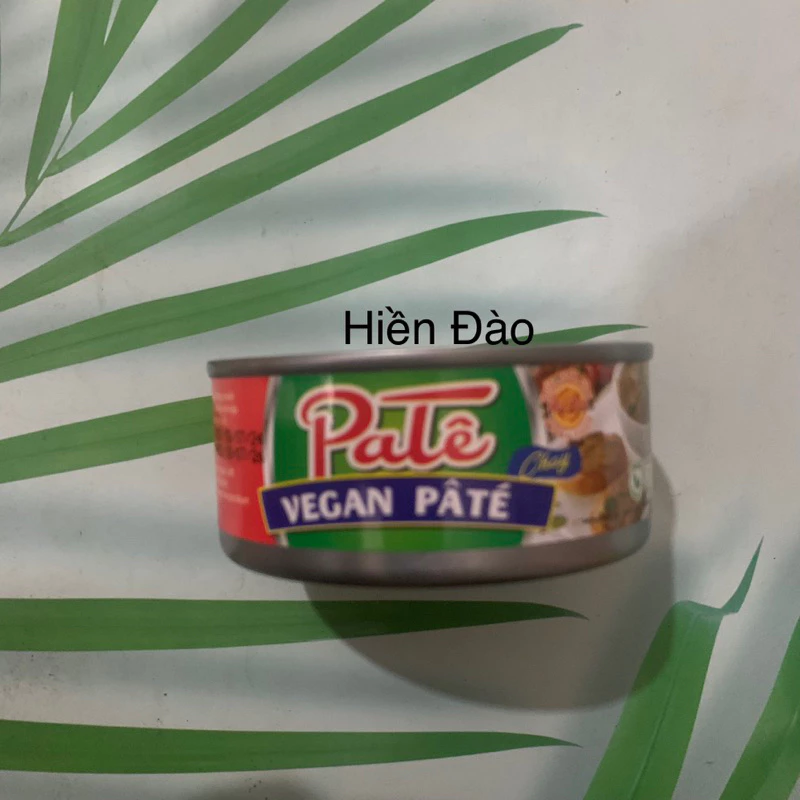 Hiền Đào
Patê
Chay
VEGAN PÂTÉ